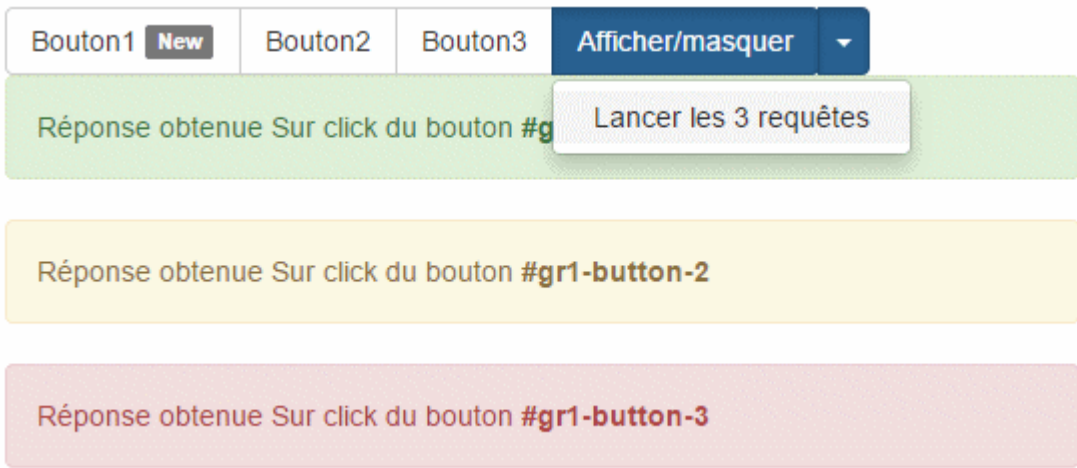 Bouton1 New Bouton2 Bouton3 Afficher/masquer
Lancer les 3 requêtes
Réponse obtenue Sur click du bouton #g
Réponse obtenue Sur click du bouton #gr1-button-2
Réponse obtenue Sur click du bouton #gr1-button-3